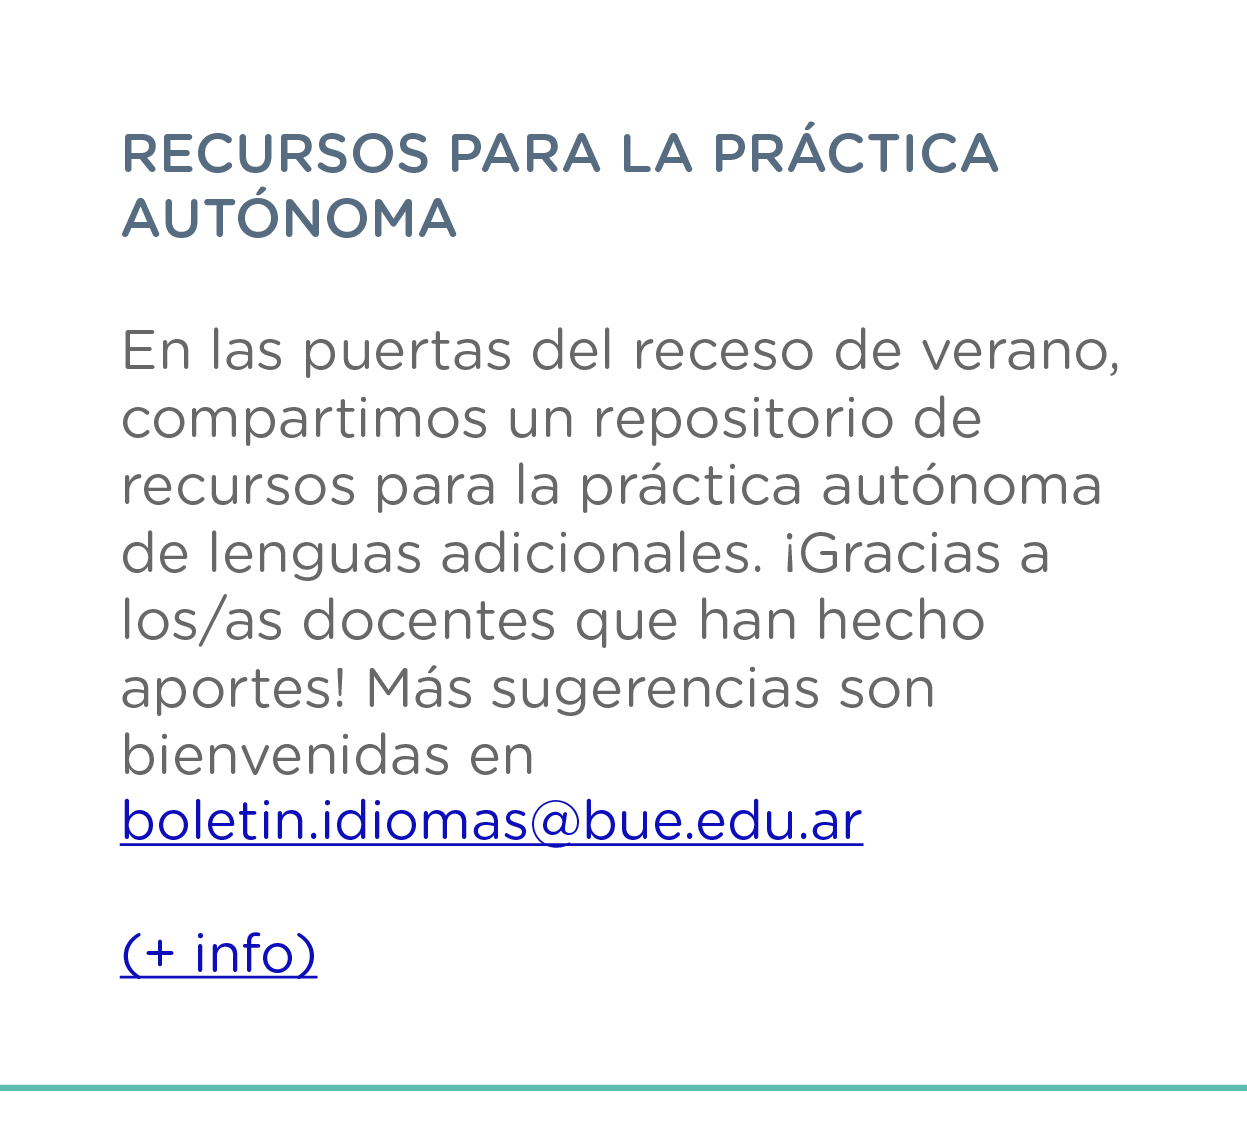 RECURSOS PARA LA PRÁCTICA
AUTÓNOMA
En las puertas del receso de verano,
compartimos un repositorio de
recursos para la práctica autónoma
de lenguas adicionales. ¡Gracias a
los/as docentes que han hecho
aportes! Más sugerencias son
bienvenidas en
boletin.idiomas@bue.edu.ar
(+ info)